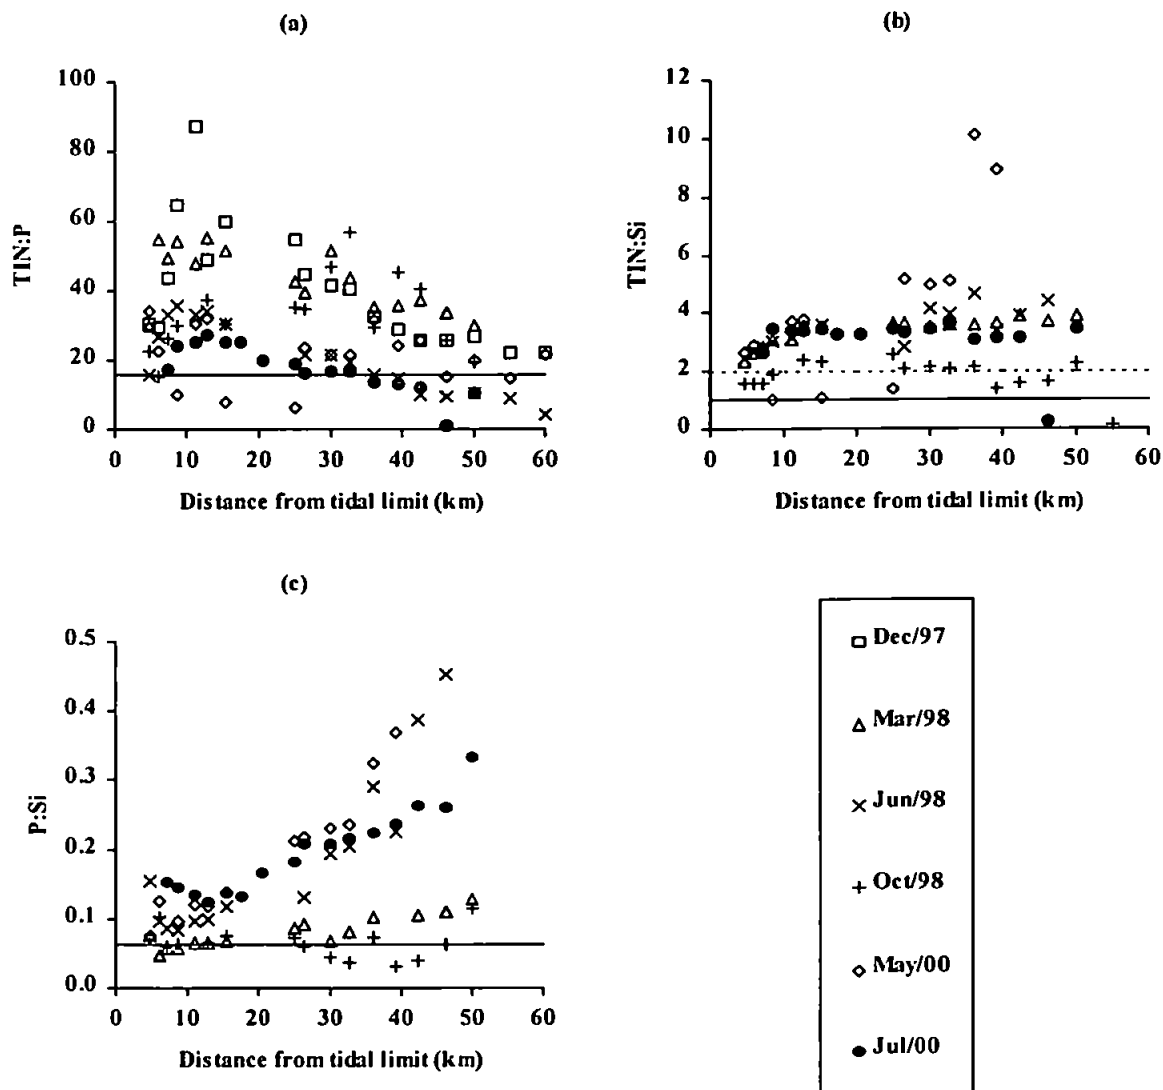 (a)
100
80
60
40
20
0
TIN:P
0 10 20 30 40 50 60
Distance from tidal limit (km)
(b)
12
10
8
6
4
2
0
TIN:Si
0 10 20 30 40 50 60
Distance from tidal limit (km)
(c)
0.5
0.4
0.3
0.2
0.1
0.0
P:Si
0 10 20 30 40 50 60
Distance from tidal limit (km)
Dec/97
Mar/98
Jun/98
Oct/98
May/00
Jul/00